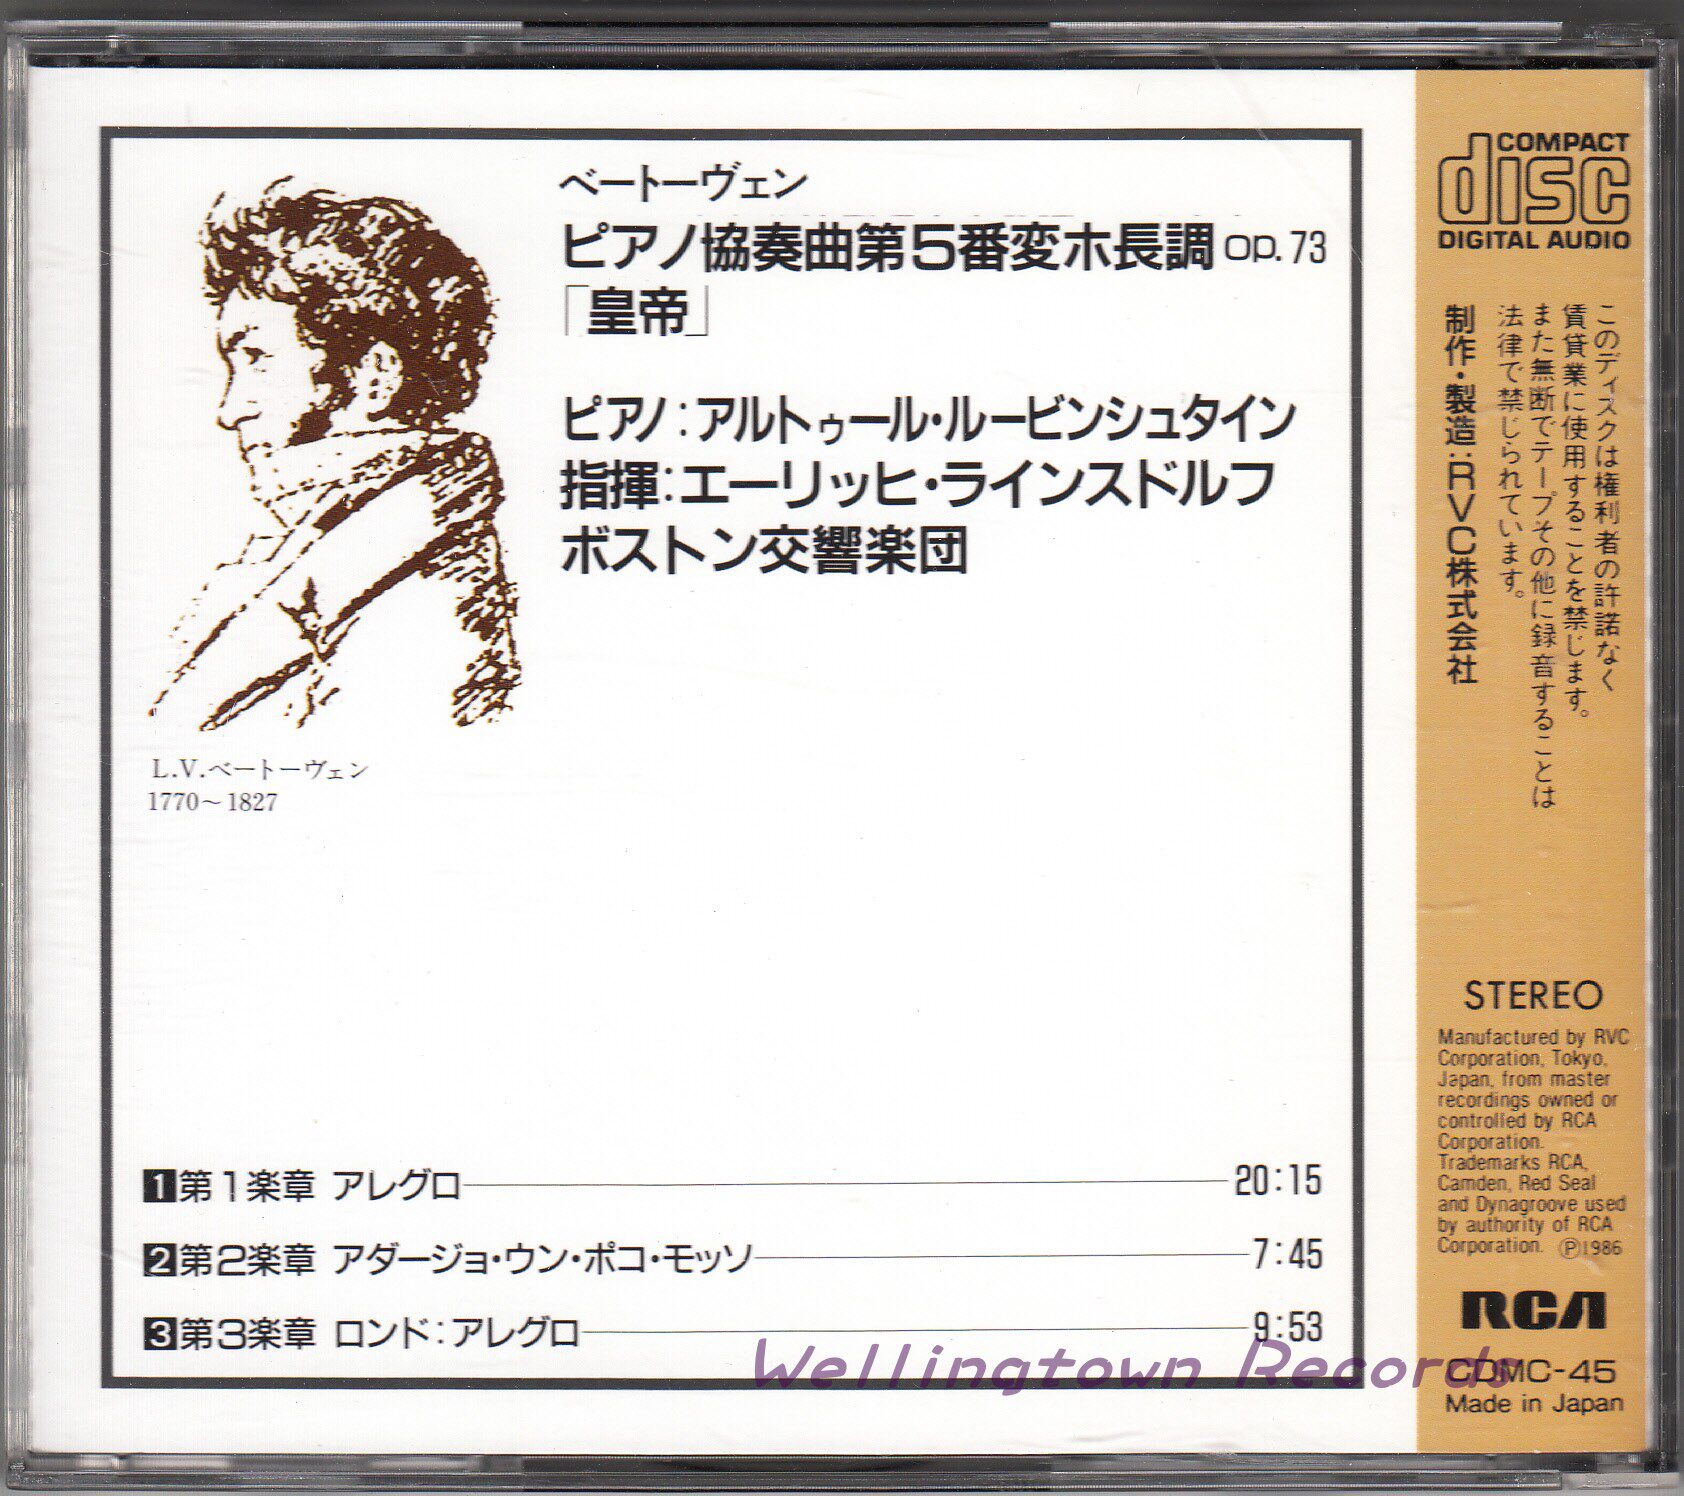 ベートーヴェン
ピアノ協奏曲第5番変ホ長調 op.73
「皇帝」
ピアノ:アルトゥール・ルービンシュタイン
指揮:エーリッヒ・ラインスドルフ
ボストン交響楽団
L.V.ベートーヴェン
1770〜1827
1 第1楽章 アレグロ 20:15
2 第2楽章 アダージョ・ウン・ポコ・モッソ 7:45
3 第3楽章 ロンド:アレグロ 9:53
Wellingtown Records
COMPACT
disc
DIGITAL AUDIO
このディスクは権利者の許諾なく
賃貸業に使用することを禁じます。
また無断でテープその他に録音することは
法律で禁じられています。
制作・製造:RVC株式会社
STEREO
Manufactured by RVC
Corporation, Tokyo,
Japan, from master
recordings owned or
controlled by RCA
Corporation.
Trademarks RCA,
Camden, Red Seal
and Dynagroove used
by authority of RCA
Corporation. ℗1986
RCA
CDMC-45
Made in Japan